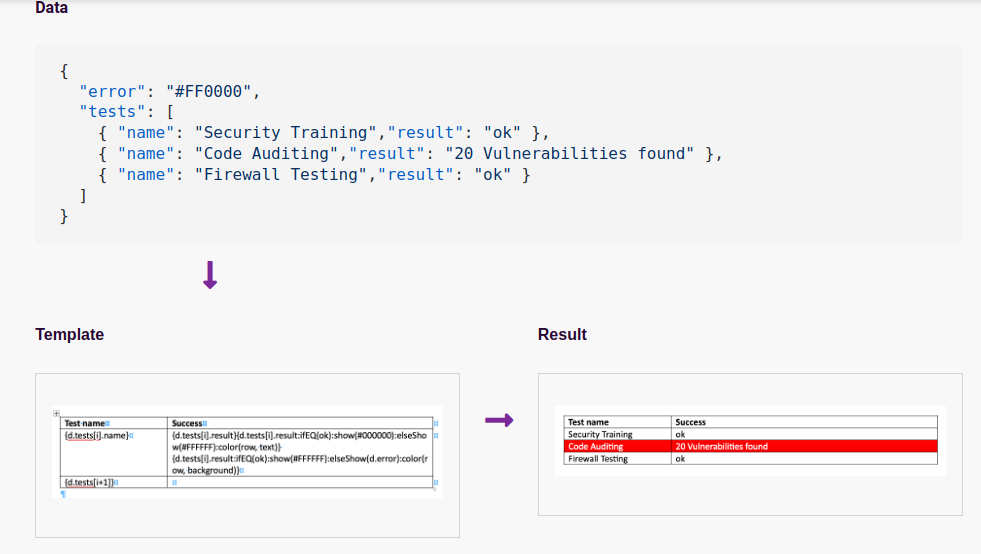 Data
{
"error": "#FF0000",
"tests": [
{ "name": "Security Training","result": "ok" },
{ "name": "Code Auditing","result": "20 Vulnerabilities found" },
{ "name": "Firewall Testing","result": "ok" }
]
}
Template
Result
Test·name¤ Success¤ ¤
{d.tests[i].name}¤ {d.tests[i].result}{d.tests[i].result:ifEQ(ok):show(#000000):elseSho ¤
w(#FFFFFF):color(row, text)}
{d.tests[i].result:ifEQ(ok):show(#FFFFFF):elseShow(d.error):color(r
ow, background)}¤
{d.tests[i+1]}¤ ¤ ¤
¶
Test name Success
Security Training ok
Code Auditing 20 Vulnerabilities found
Firewall Testing ok